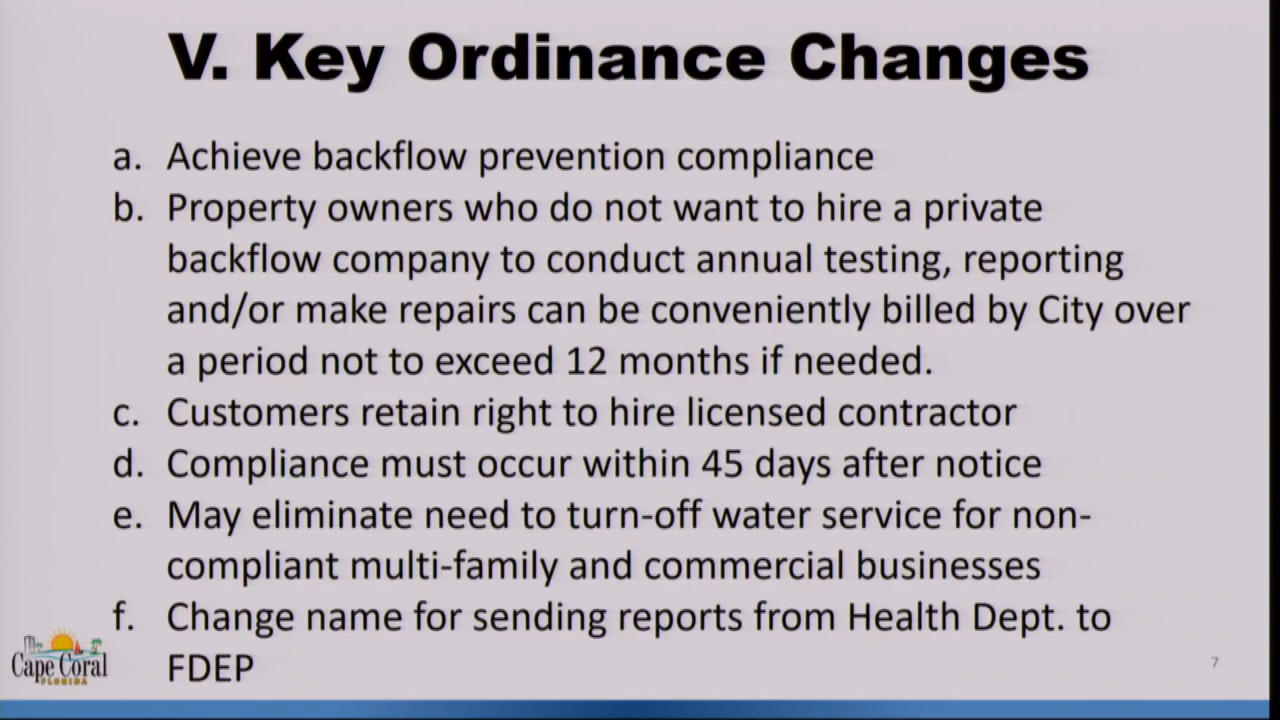 V. Key Ordinance Changes
a. Achieve backflow prevention compliance
b. Property owners who do not want to hire a private
backflow company to conduct annual testing, reporting
and/or make repairs can be conveniently billed by City over
a period not to exceed 12 months if needed.
c. Customers retain right to hire licensed contractor
d. Compliance must occur within 45 days after notice
e. May eliminate need to turn-off water service for non-
compliant multi-family and commercial businesses
f. Change name for sending reports from Health Dept. to
FDEP
Cape Coral
FLORIDA
7